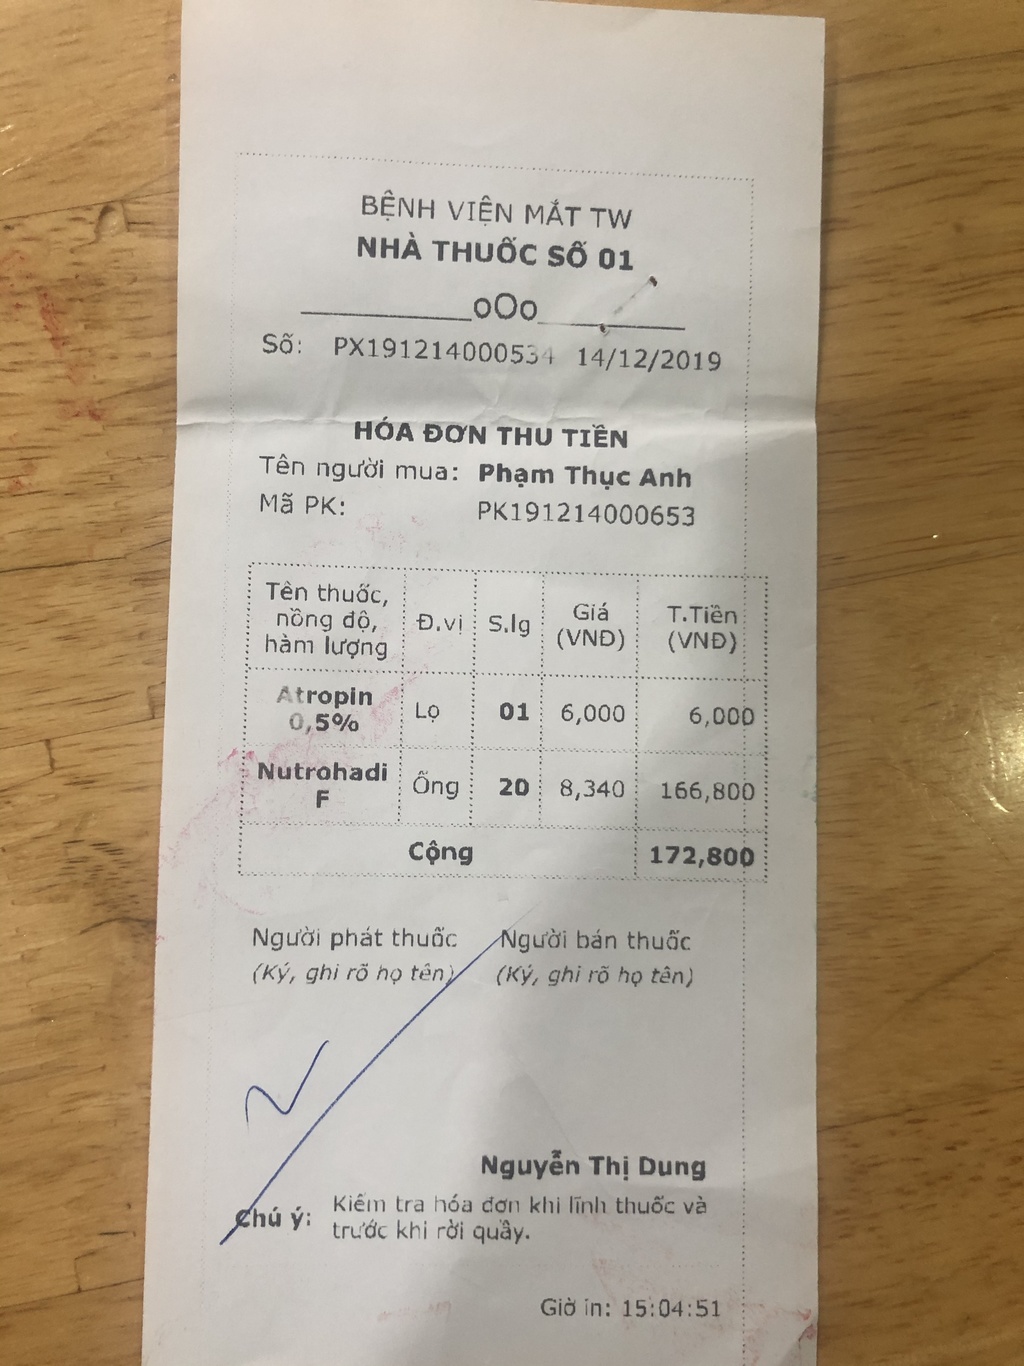 BỆNH VIỆN MẮT TW
NHÀ THUỐC SỐ 01
oOo
Số: PX191214000534 14/12/2019
HÓA ĐƠN THU TIỀN
Tên người mua: Phạm Thục Anh
Mã PK: PK191214000653
Tên thuốc, nồng độ, hàm lượng Đ.vị S.lg Giá (VNĐ) T.Tiền (VNĐ)
Atropin 0,5% Lọ 01 6,000 6,000
Nutrohadi F Ống 20 8,340 166,800
Cộng 172,800
Người phát thuốc Người bán thuốc
(Ký, ghi rõ họ tên) (Ký, ghi rõ họ tên)
Nguyễn Thị Dung
Chú ý: Kiểm tra hóa đơn khi lĩnh thuốc và
trước khi rời quầy.
Giờ in: 15:04:51